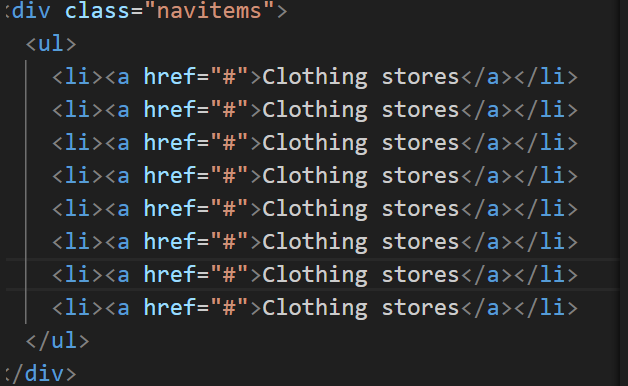 <div class="navitems">
<ul>
<li><a href="#">Clothing stores</a></li>
<li><a href="#">Clothing stores</a></li>
<li><a href="#">Clothing stores</a></li>
<li><a href="#">Clothing stores</a></li>
<li><a href="#">Clothing stores</a></li>
<li><a href="#">Clothing stores</a></li>
<li><a href="#">Clothing stores</a></li>
<li><a href="#">Clothing stores</a></li>
</ul>
</div>